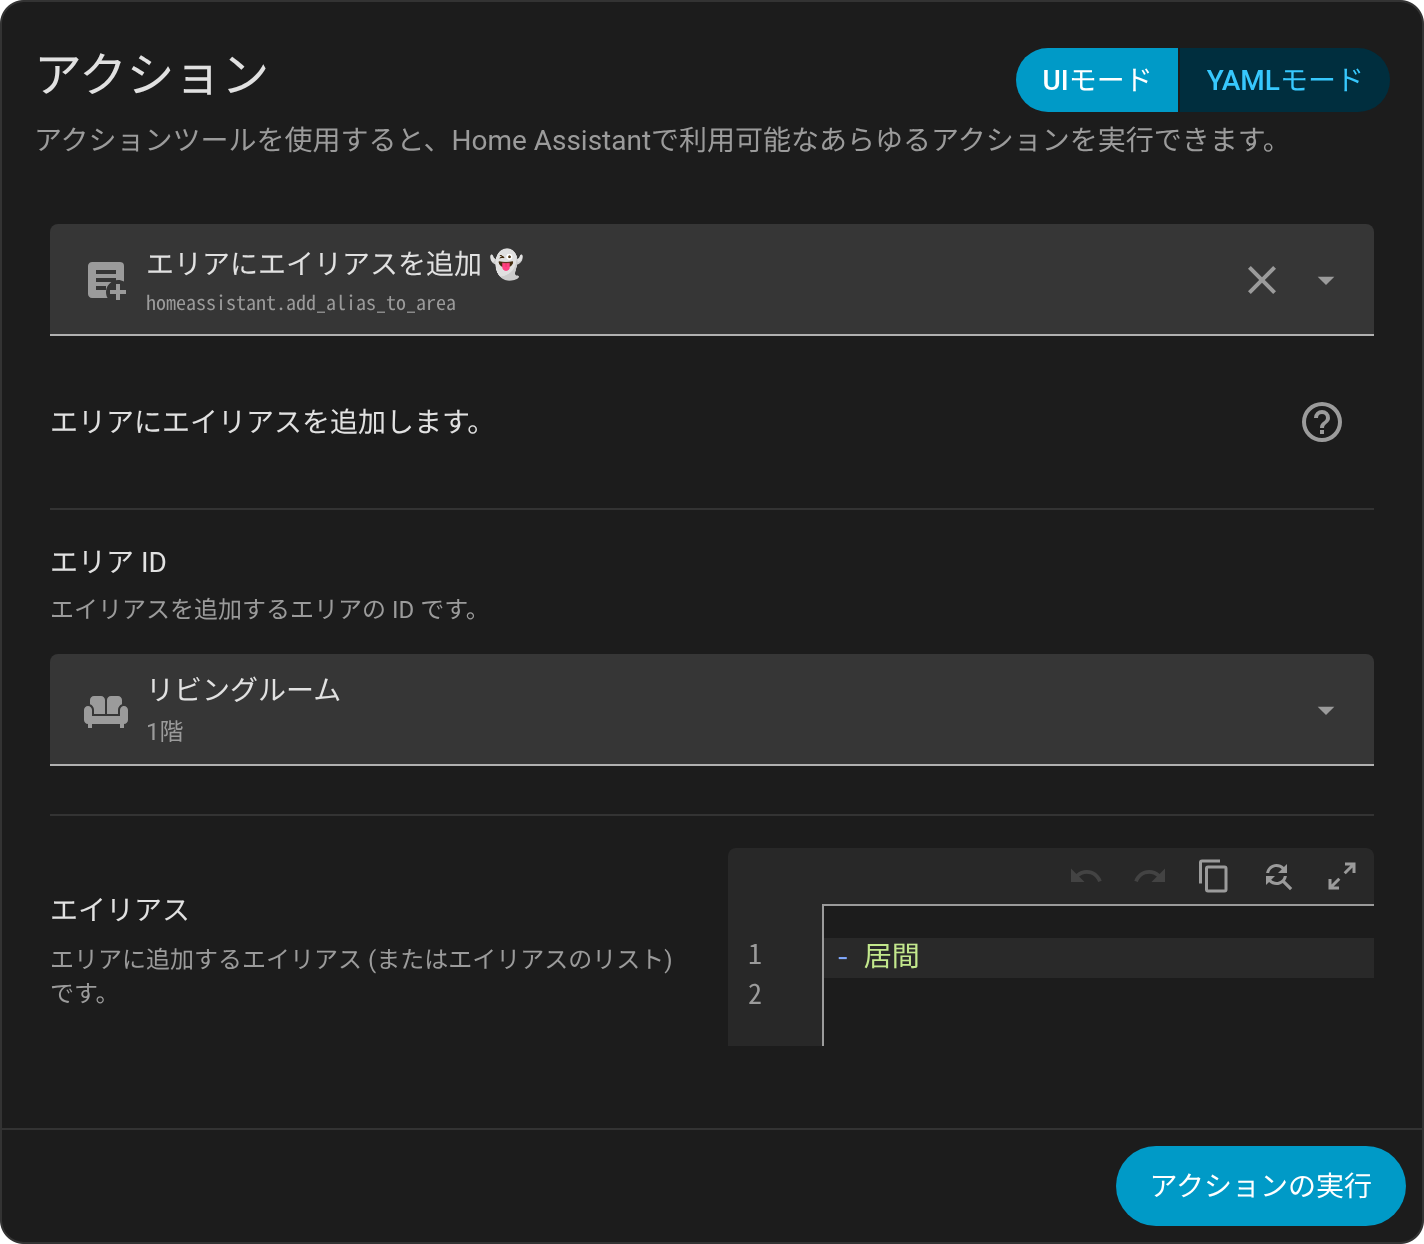 アクション
UIモード
YAMLモード
アクションツールを使用すると、Home Assistantで利用可能なあらゆるアクションを実行できます。
エリアにエイリアスを追加 👻
homeassistant.add_alias_to_area
エリアにエイリアスを追加します。
エリア ID
エイリアスを追加するエリアの ID です。
リビングルーム
1階
エイリアス
エリアに追加するエイリアス (またはエイリアスのリスト)
です。
1
- 居間
2
アクションの実行